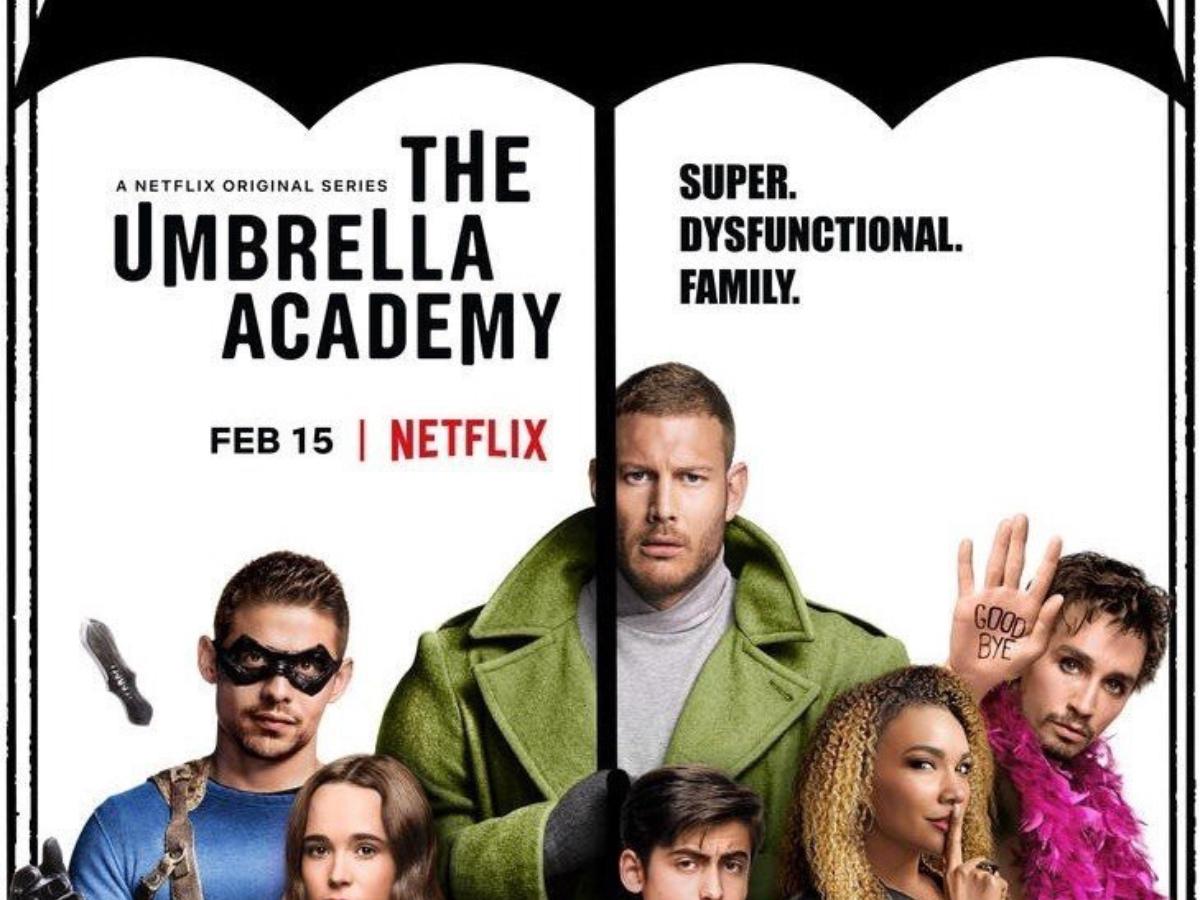 THE
A NETFLIX ORIGINAL SERIES
UMBRELLA
ACADEMY
FEB 15 | NETFLIX
SUPER.
DYSFUNCTIONAL.
FAMILY.
GOOD
BYE